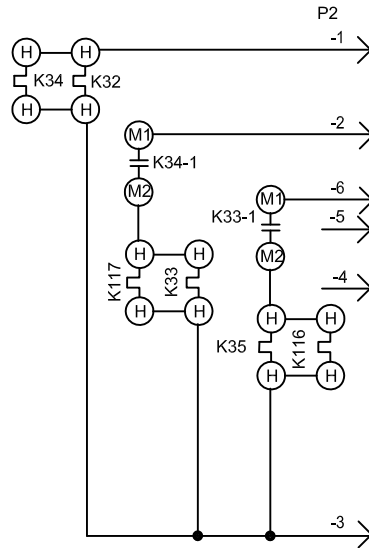 P2
H H -1
K34 K32
H H
M1 -2
K34-1
M2 M1 -6
K33-1 -5
H H M2
K117 K33 -4
H H H H
K35 K116
H H
-3